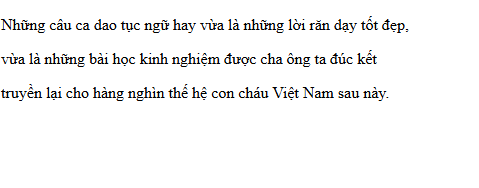 Những câu ca dao tục ngữ hay vừa là những lời răn dạy tốt đẹp,
vừa là những bài học kinh nghiệm được cha ông ta đúc kết
truyền lại cho hàng nghìn thế hệ con cháu Việt Nam sau này.